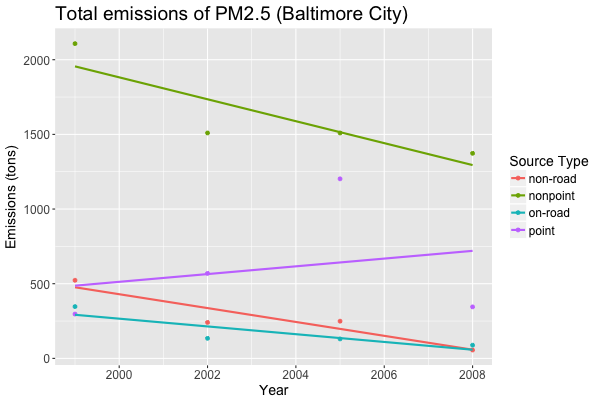 Total emissions of PM2.5 (Baltimore City)
Emissions (tons)
2000
1500
1000
500
0
2000 2002 2004 2006 2008
Year
Source Type
non-road
nonpoint
on-road
point